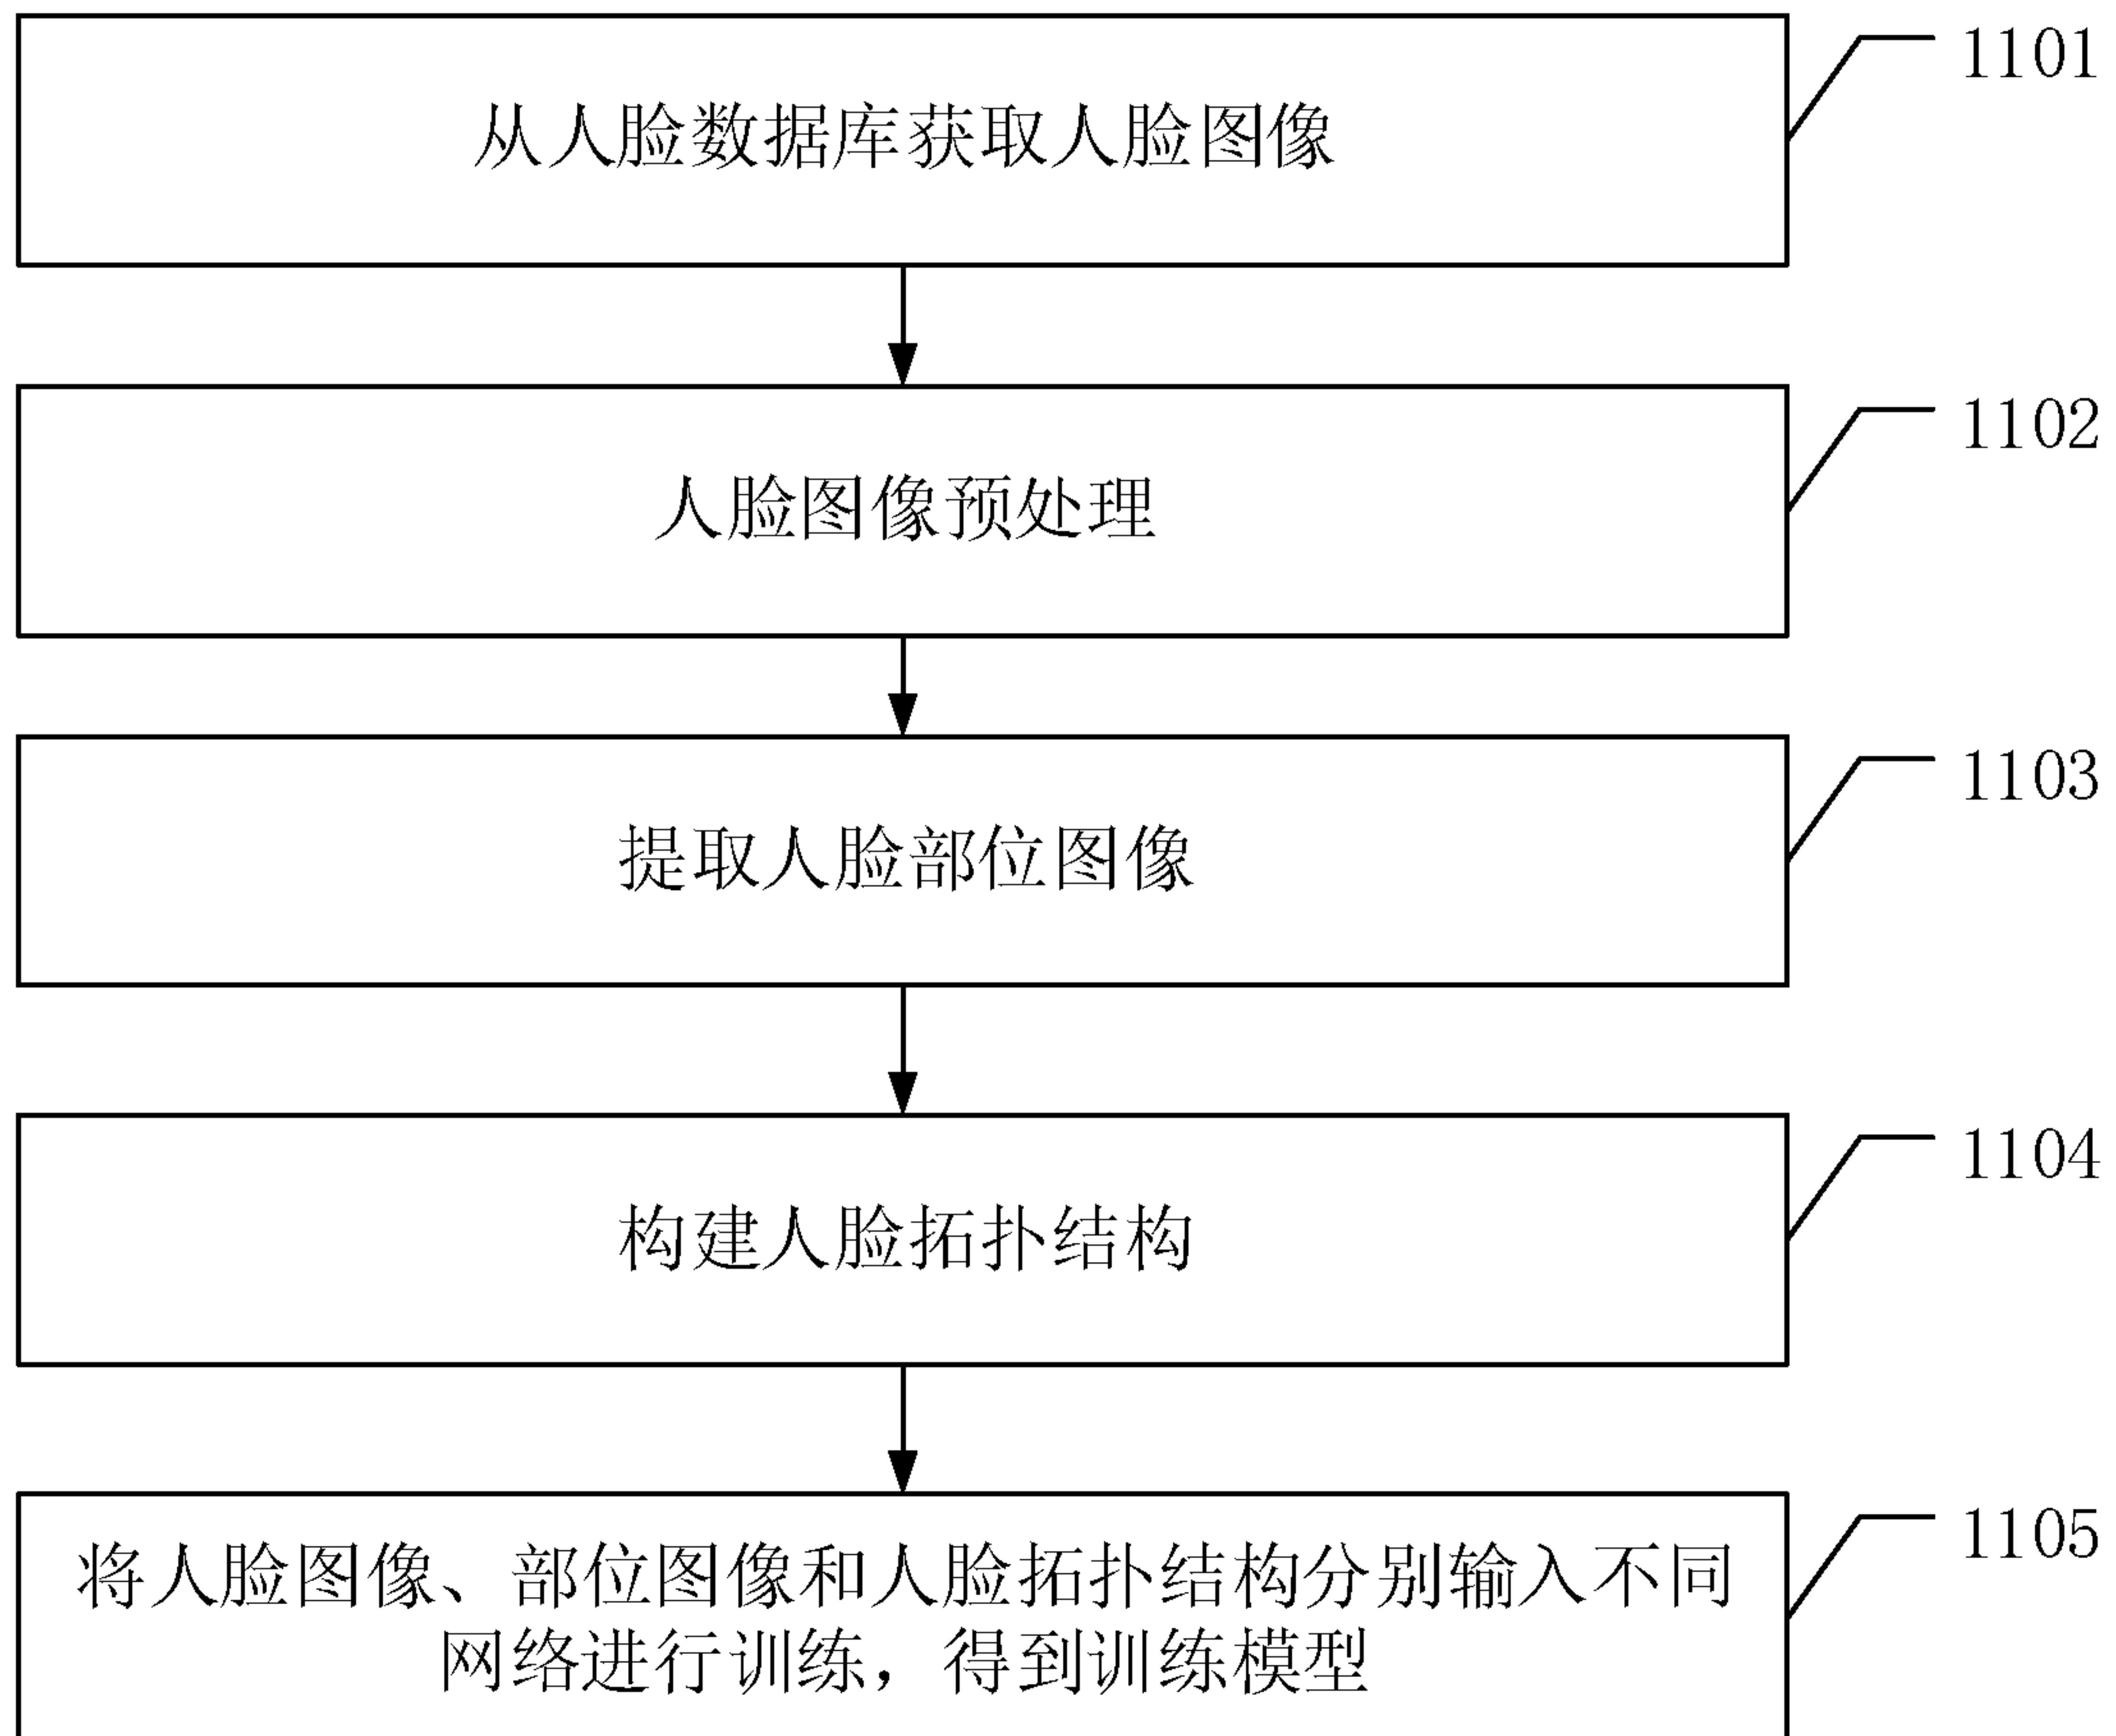 从人脸数据库获取人脸图像
1101
人脸图像预处理
1102
提取人脸部位图像
1103
构建人脸拓扑结构
1104
将人脸图像、部位图像和人脸拓扑结构分别输入不同
网络进行训练，得到训练模型
1105